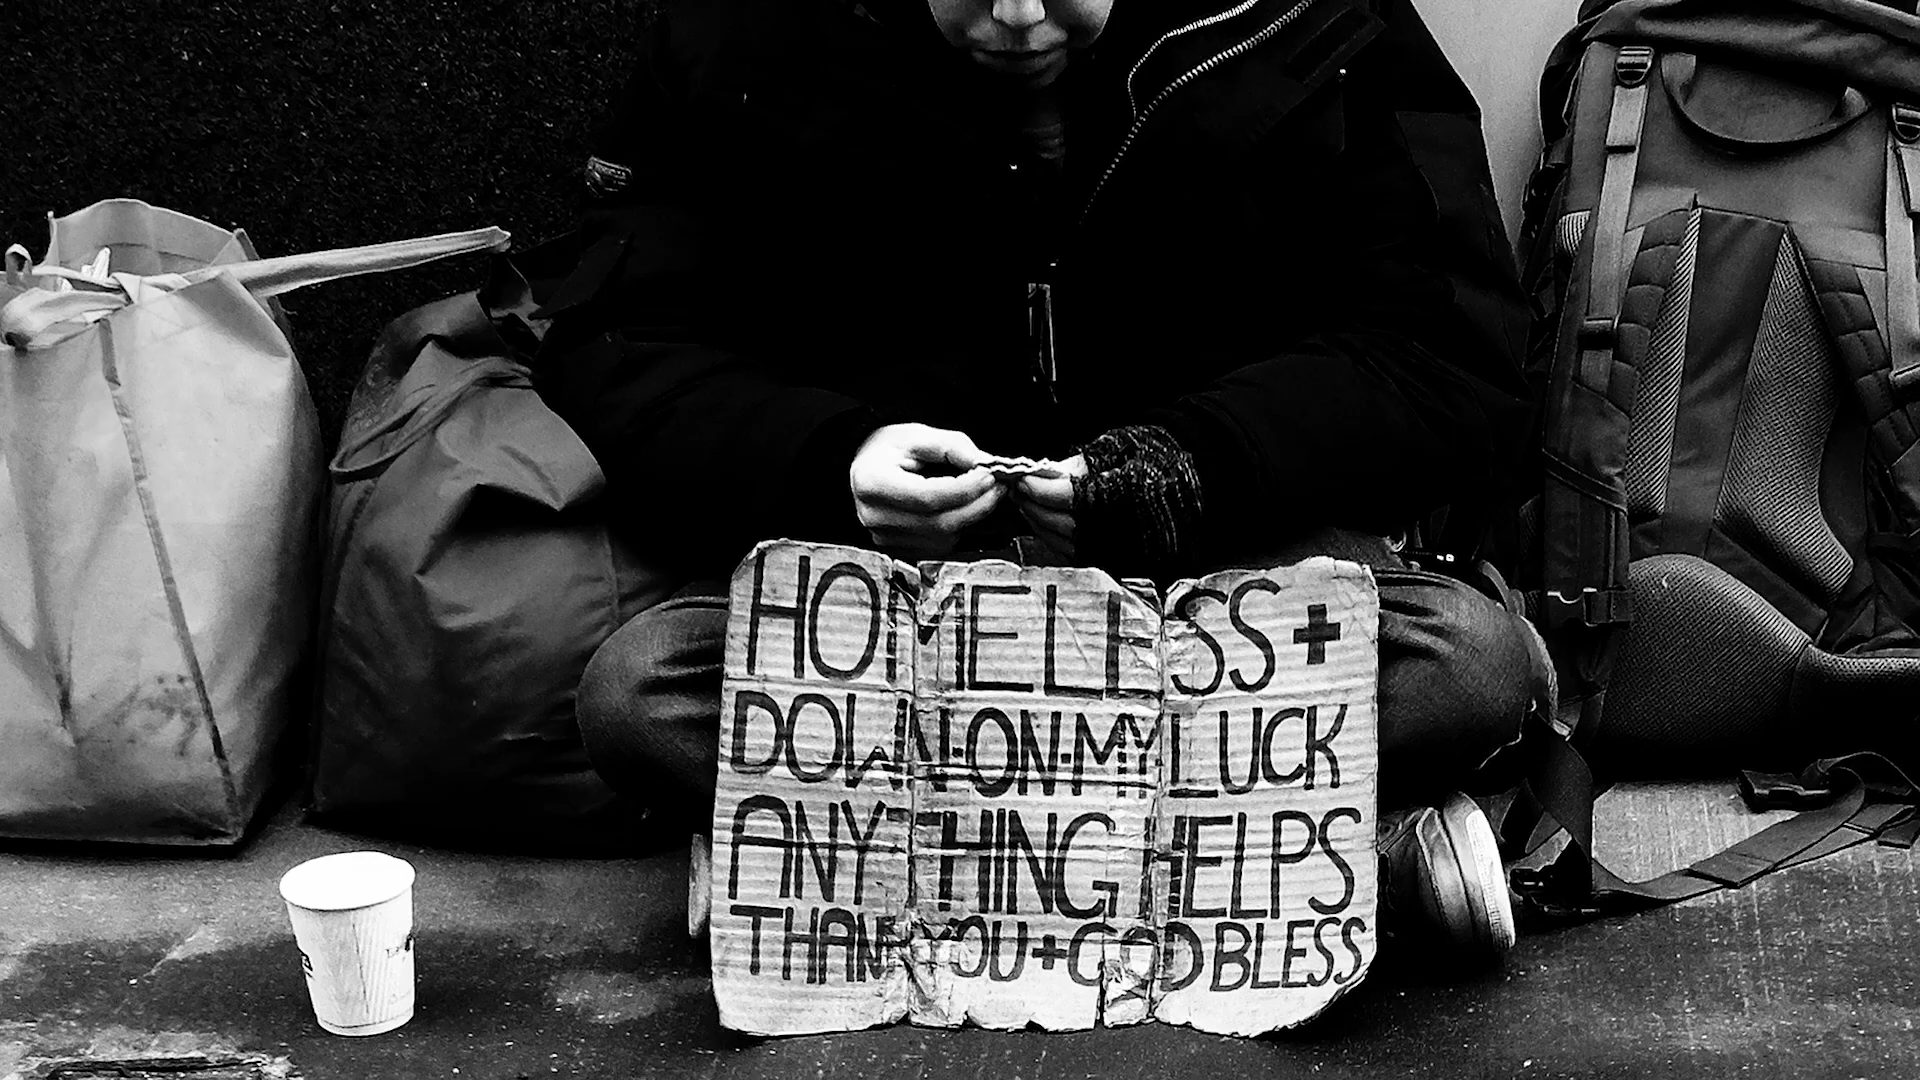 HOMELESS +
DOWN·ON·MY LUCK
ANYTHING HELPS
THANK YOU + GOD BLESS